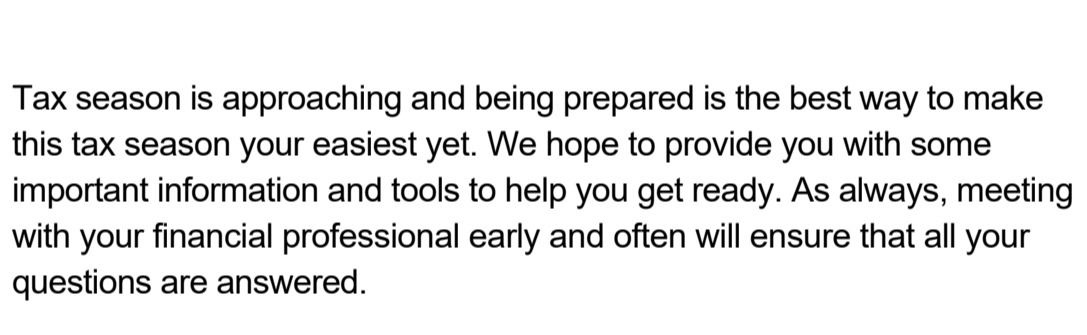 Tax season is approaching and being prepared is the best way to make
this tax season your easiest yet. We hope to provide you with some
important information and tools to help you get ready. As always, meeting
with your financial professional early and often will ensure that all your
questions are answered.